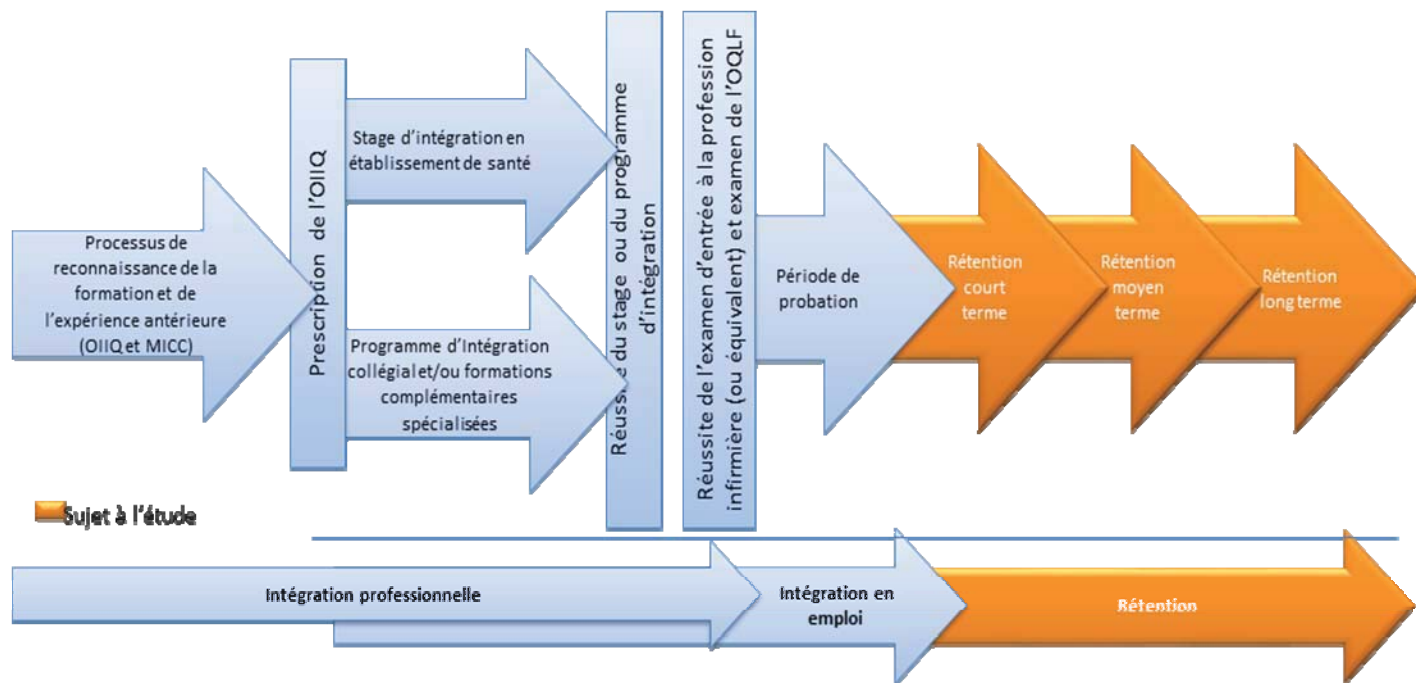 Processus de
reconnaissance de la
formation et de
l'expérience antérieure
(OIIQ et MICC)
Prescription de l'OIIQ
Stage d'intégration en
établissement de santé
Programme d'Intégration
collégial et/ou formations
complémentaires
spécialisées
Réussite du stage ou du programme
d'intégration
Réussite de l'examen d'entrée à la profession
infirmière (ou équivalent) et examen de l'OQLF
Période de
probation
Rétention
court
terme
Rétention
moyen
terme
Rétention
long terme
Sujet à l'étude
Intégration professionnelle
Intégration en
emploi
Rétention